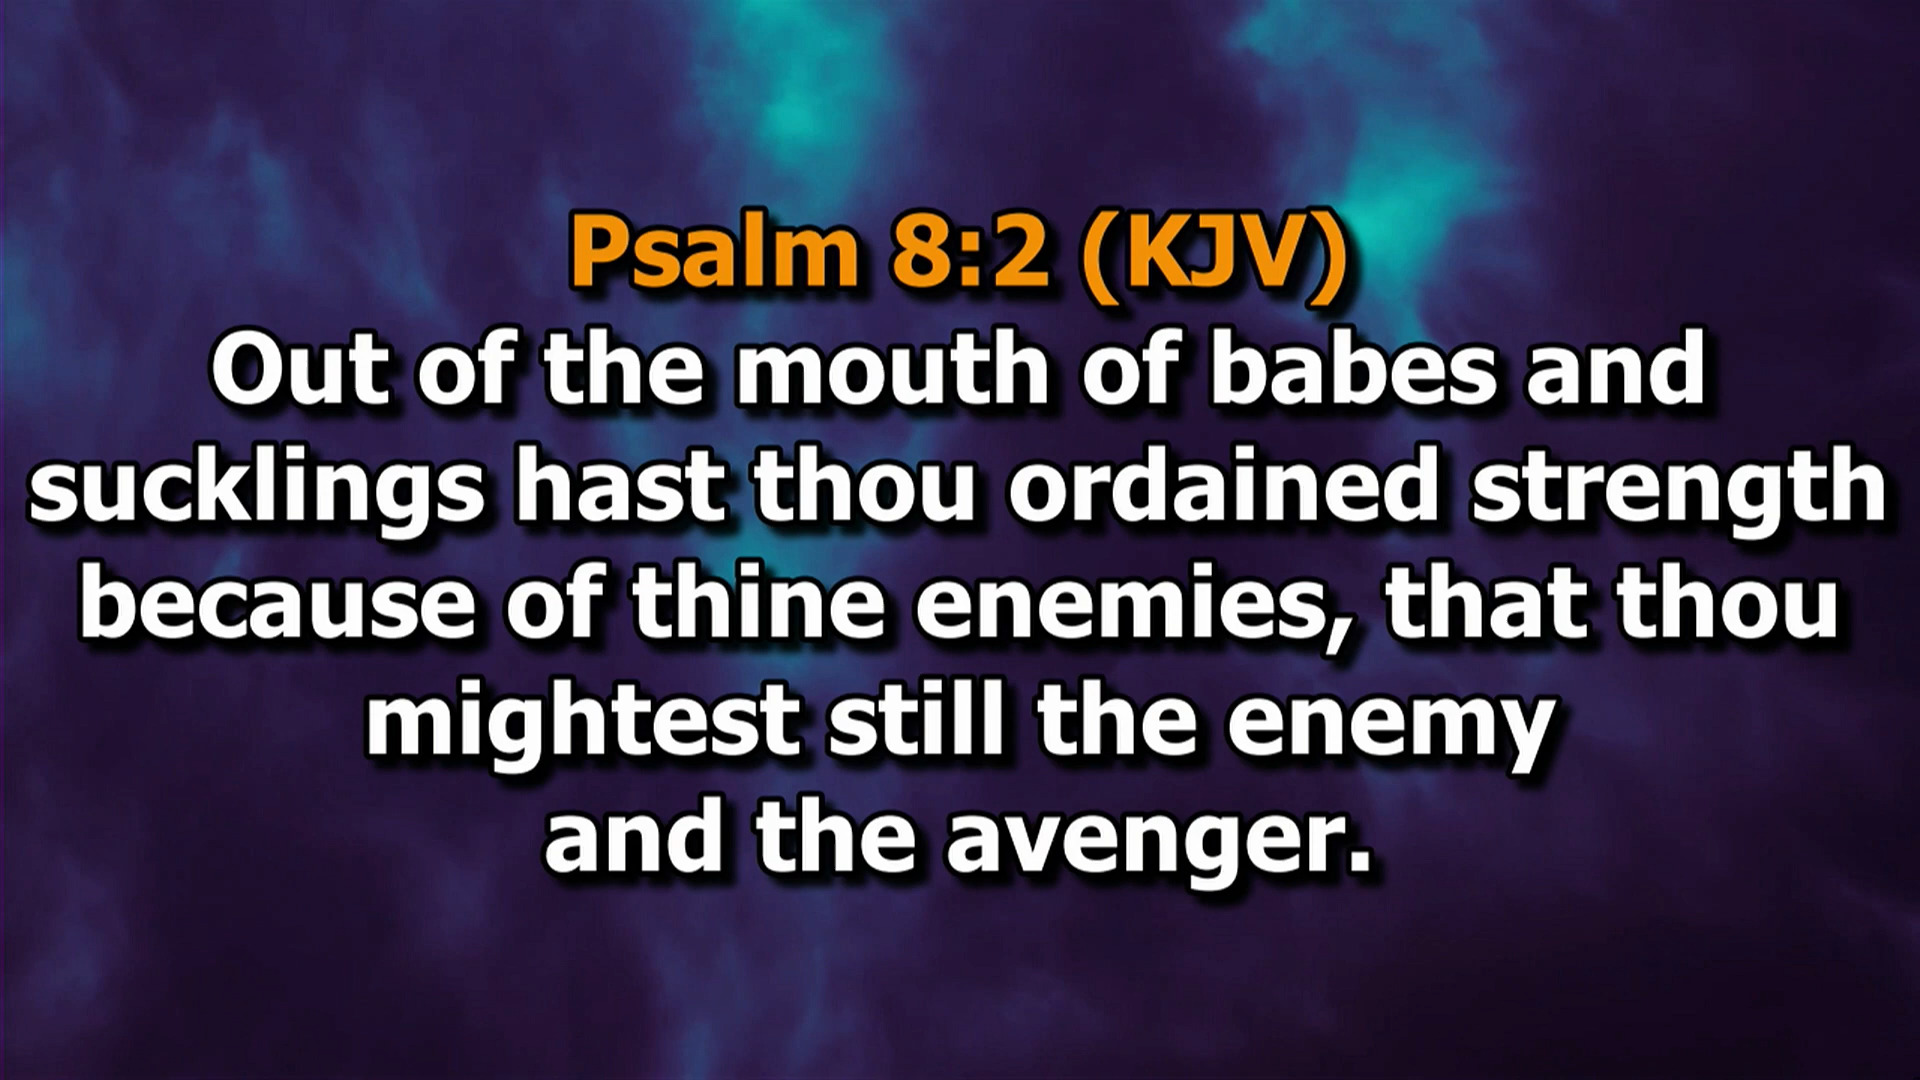 Psalm 8:2 (KJV)
Out of the mouth of babes and
sucklings hast thou ordained strength
because of thine enemies, that thou
mightest still the enemy
and the avenger.